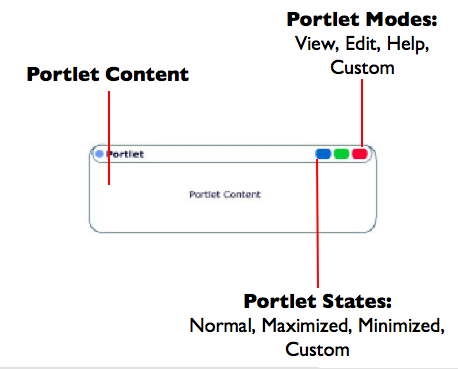 Portlet Modes:
View, Edit, Help,
Custom
Portlet Content
Portlet
Portlet Content
Portlet States:
Normal, Maximized, Minimized,
Custom